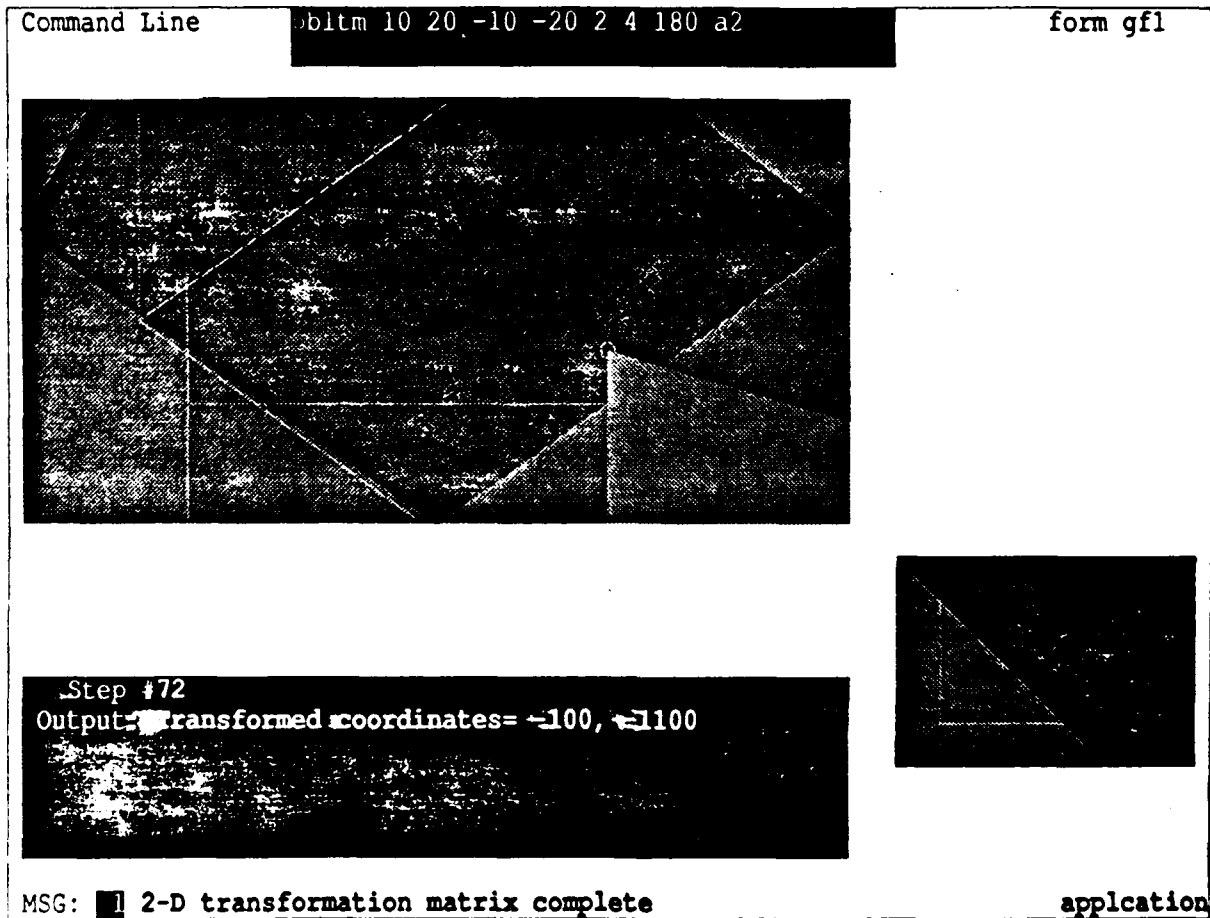 Command Line
bltm 10 20 -10 -20 2 4 180 a2
form gf1
Step #72
Output: transformed coordinates= -100, -1100
MSG: 2-D transformation matrix complete
applcation